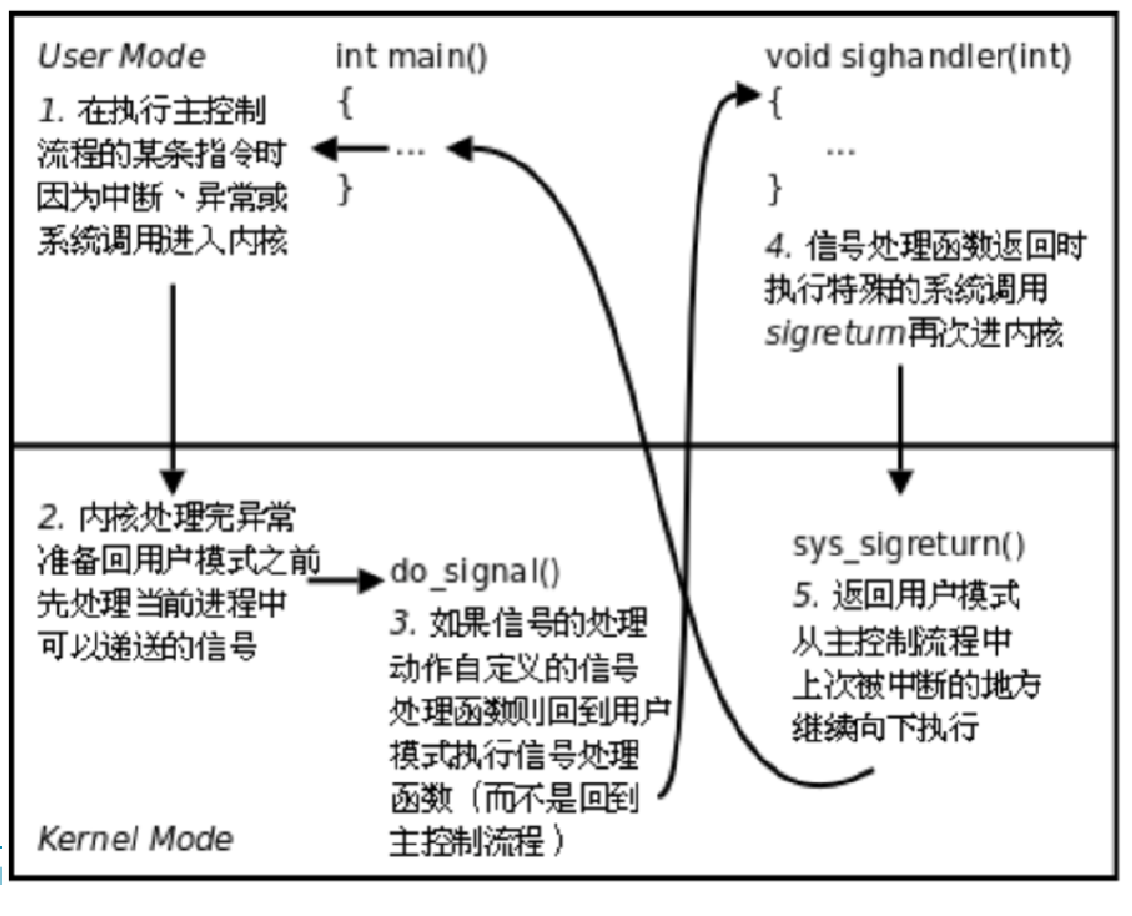 User Mode
1. 在执行主控制
流程的某条指令时
因为中断、异常或
系统调用进入内核
int main()
{
...
}
void sighandler(int)
{
...
}
4. 信号处理函数返回时
执行特殊的系统调用
sigreturn再次进内核
2. 内核处理完异常
准备回用户模式之前
先处理当前进程中
可以递送的信号
do_signal()
3. 如果信号的处理
动作自定义的信号
处理函数则回到用户
模式执行信号处理
函数（而不是回到
主控制流程）
sys_sigreturn()
5. 返回用户模式
从主控制流程中
上次被中断的地方
继续向下执行
Kernel Mode